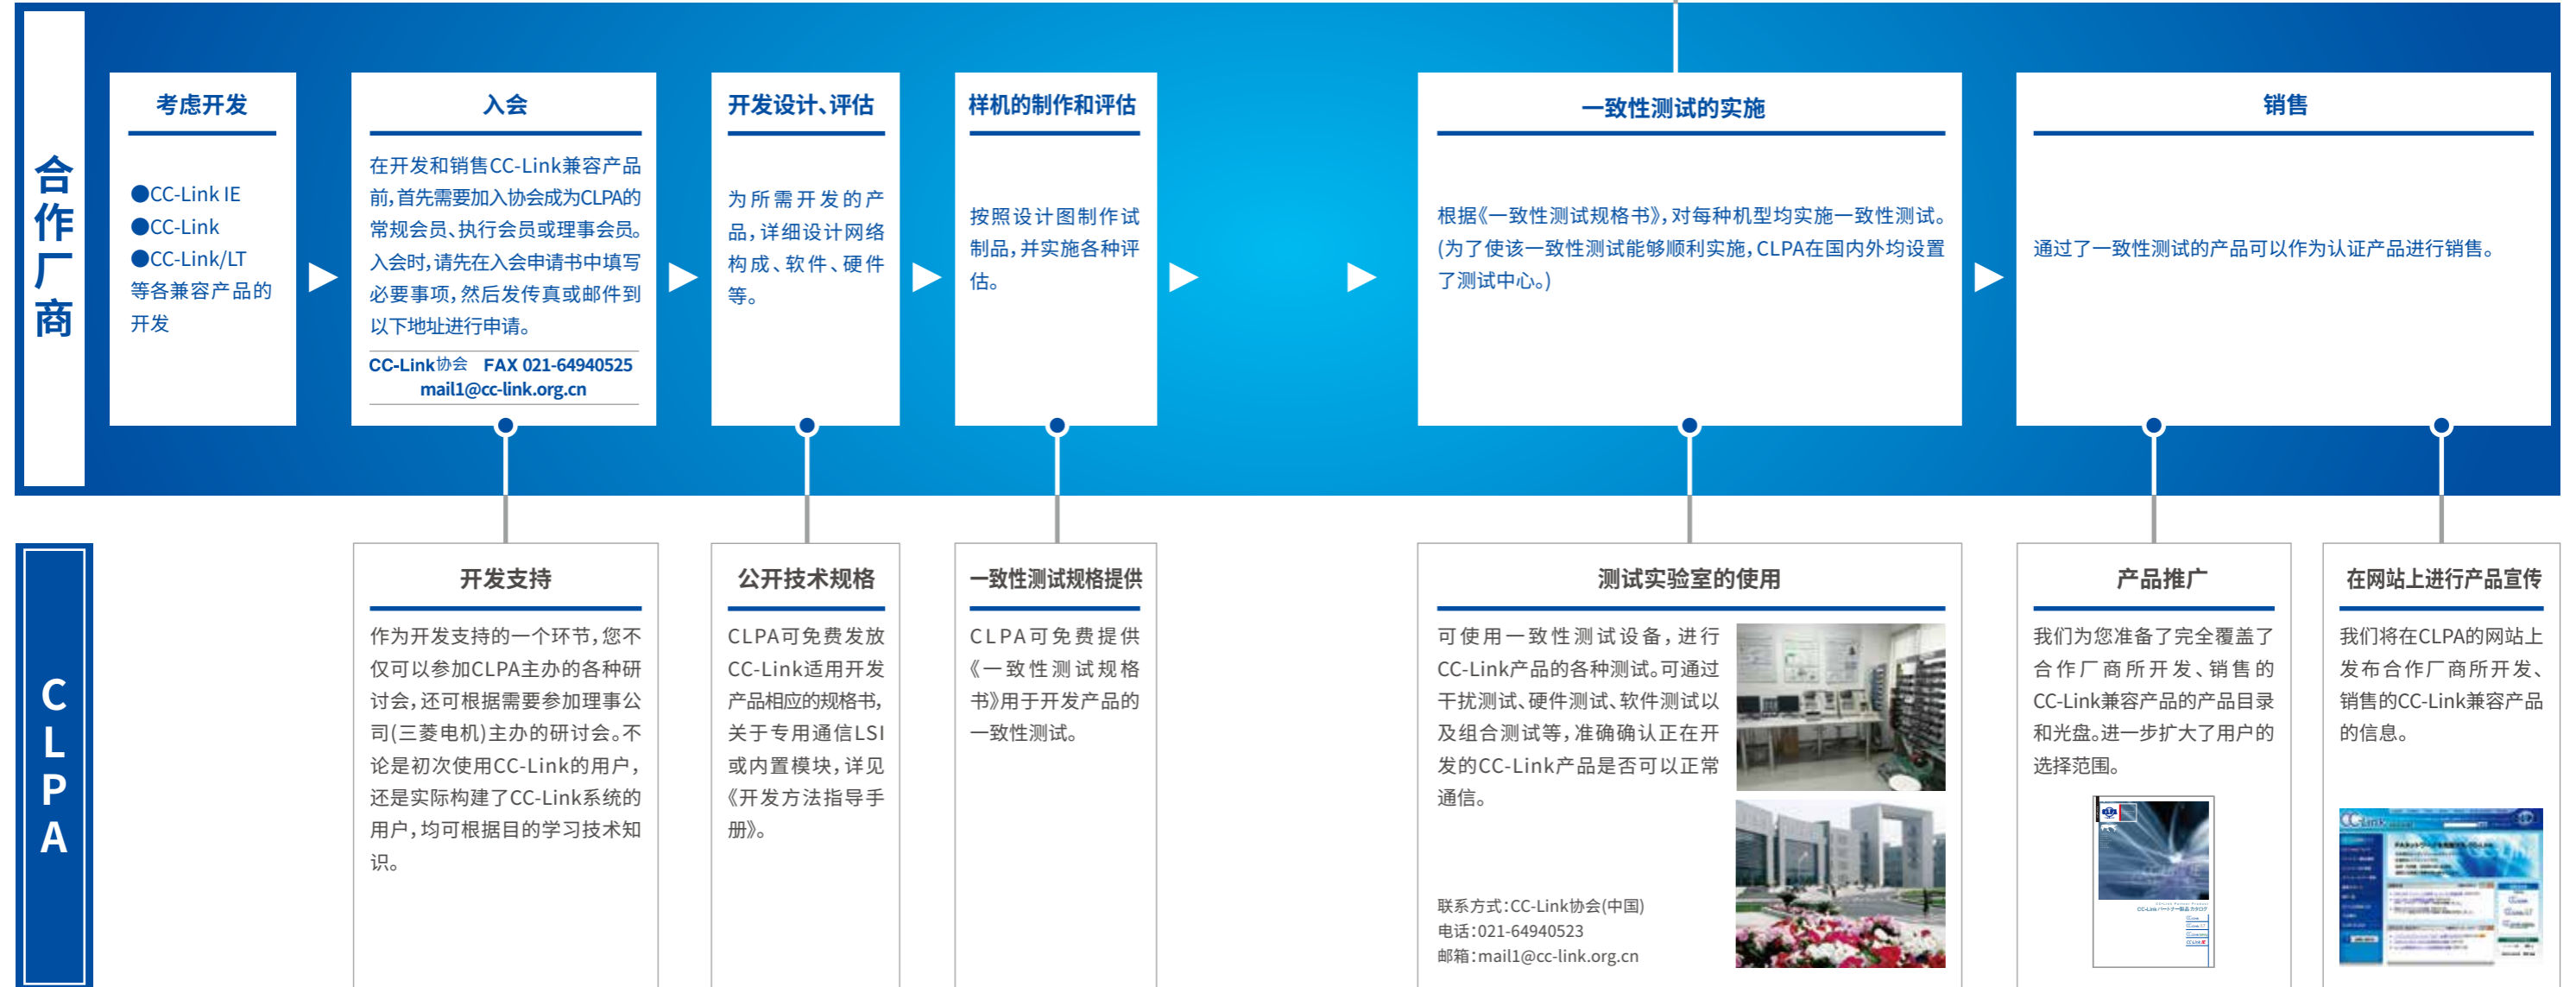 合作厂商
考虑开发
●CC-Link IE
●CC-Link
●CC-Link/LT
等各兼容产品的
开发
入会
在开发和销售CC-Link兼容产品
前,首先需要加入协会成为CLPA的
常规会员、执行会员或理事会员。
入会时,请先在入会申请书中填写
必要事项,然后发传真或邮件到
以下地址进行申请。
CC-Link协会 FAX 021-64940525
mail1@cc-link.org.cn
开发设计、评估
为所需开发的产
品,详细设计网络
构成、软件、硬件
等。
样机的制作和评估
按照设计图制作试
制品,并实施各种评
估。
一致性测试的实施
根据《一致性测试规格书》,对每种机型均实施一致性测试。
(为了使该一致性测试能够顺利实施,CLPA在国内外均设置
了测试中心。)
销售
通过了一致性测试的产品可以作为认证产品进行销售。
CLPA
开发支持
作为开发支持的一个环节,您不
仅可以参加CLPA主办的各种研
讨会,还可根据需要参加理事公
司(三菱电机)主办的研讨会。不
论是初次使用CC-Link的用户,
还是实际构建了CC-Link系统的
用户,均可根据目的学习技术知
识。
公开技术规格
CLPA可免费发放
CC-Link适用开发
产品相应的规格书,
关于专用通信LSI
或内置模块,详见
《开发方法指导手
册》。
一致性测试规格提供
CLPA可免费提供
《一致性测试规格
书》用于开发产品的
一致性测试。
测试实验室的使用
可使用一致性测试设备,进行
CC-Link产品的各种测试。可通过
干扰测试、硬件测试、软件测试以
及组合测试等,准确确认正在开
发的CC-Link产品是否可以正常
通信。
联系方式:CC-Link协会(中国)
电话:021-64940523
邮箱:mail1@cc-link.org.cn
产品推广
我们为您准备了完全覆盖了
合作厂商所开发、销售的
CC-Link兼容产品的产品目录
和光盘。进一步扩大了用户的
选择范围。
CC-Link IE
CC-Linkパートナー製品カタログ
在网站上进行产品宣传
我们将在CLPA的网站上
发布合作厂商所开发、
销售的CC-Link兼容产品
的信息。
CC-Link